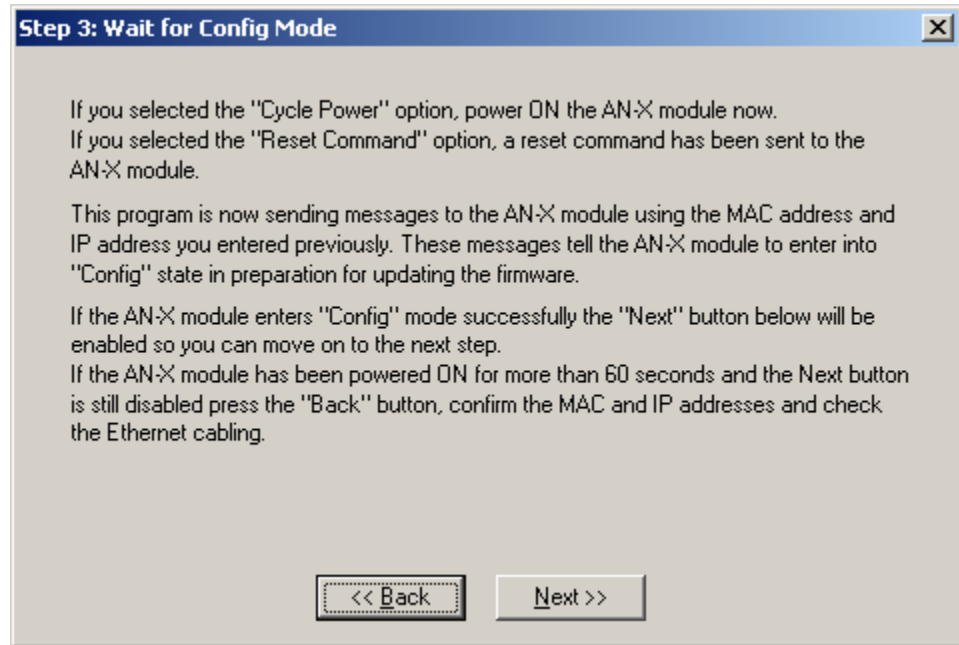 Step 3: Wait for Config Mode
If you selected the "Cycle Power" option, power ON the AN-X module now.
If you selected the "Reset Command" option, a reset command has been sent to the
AN-X module.
This program is now sending messages to the AN-X module using the MAC address and
IP address you entered previously. These messages tell the AN-X module to enter into
"Config" state in preparation for updating the firmware.
If the AN-X module enters "Config" mode successfully the "Next" button below will be
enabled so you can move on to the next step.
If the AN-X module has been powered ON for more than 60 seconds and the Next button
is still disabled press the "Back" button, confirm the MAC and IP addresses and check
the Ethernet cabling.
<< Back
Next >>